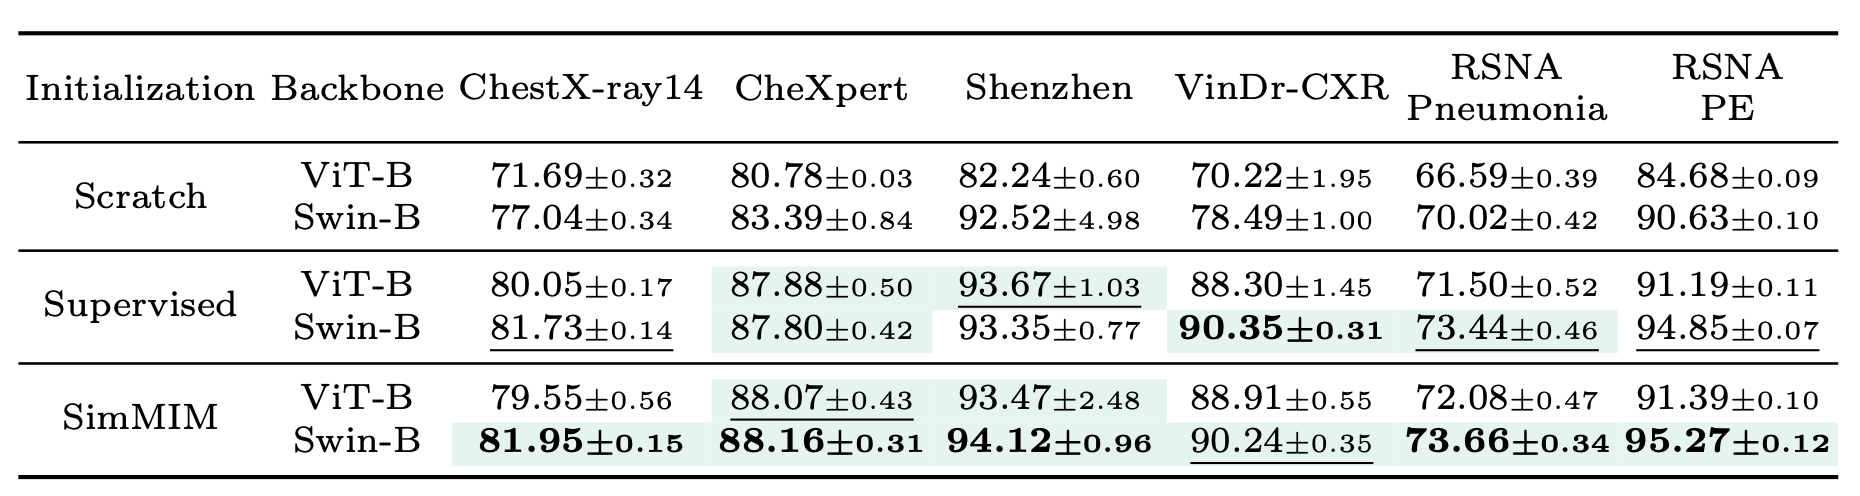 Initialization Backbone ChestX-ray14 CheXpert Shenzhen VinDr-CXR RSNA Pneumonia RSNA PE
Scratch ViT-B 71.69±0.32 80.78±0.03 82.24±0.60 70.22±1.95 66.59±0.39 84.68±0.09
Swin-B 77.04±0.34 83.39±0.84 92.52±4.98 78.49±1.00 70.02±0.42 90.63±0.10
Supervised ViT-B 80.05±0.17 87.88±0.50 93.67±1.03 88.30±1.45 71.50±0.52 91.19±0.11
Swin-B 81.73±0.14 87.80±0.42 93.35±0.77 90.35±0.31 73.44±0.46 94.85±0.07
SimMIM ViT-B 79.55±0.56 88.07±0.43 93.47±2.48 88.91±0.55 72.08±0.47 91.39±0.10
Swin-B 81.95±0.15 88.16±0.31 94.12±0.96 90.24±0.35 73.66±0.34 95.27±0.12